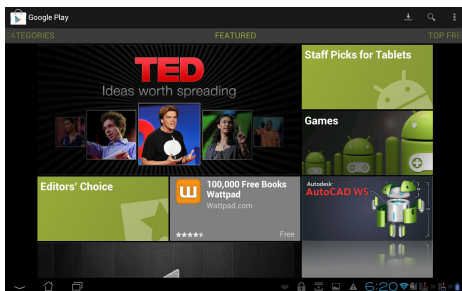 Google Play
CATEGORIES
FEATURED
TOP FRE
TED
Ideas worth spreading
Staff Picks for Tablets
Games
Editors' Choice
100,000 Free Books
Wattpad
Wattpad.com
Free
Autodesk
AutoCAD WS
6:20